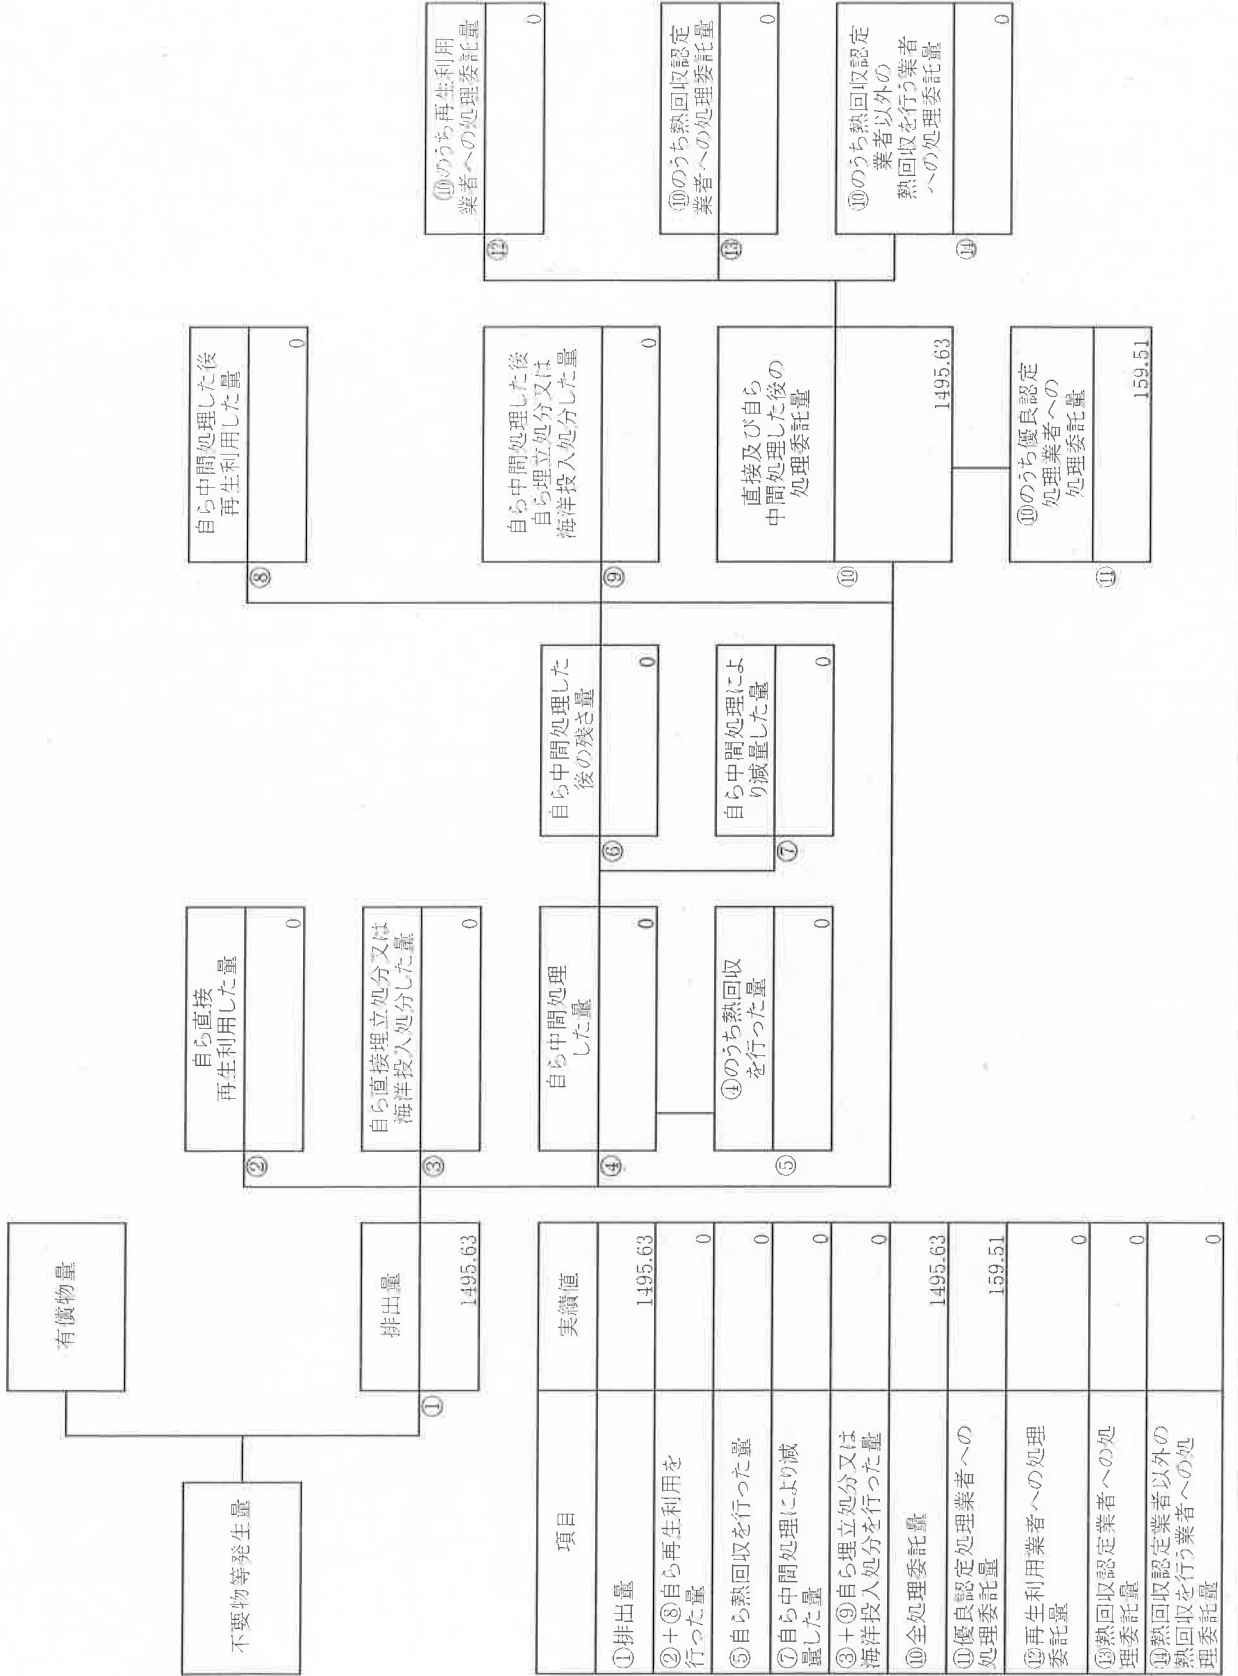 不要物等発生量
有償物量
排出量
①
1495.63
自ら直接
再生利用した量
②
0
自ら直接埋立処分又は
海洋投入処分した量
③
0
自ら中間処理
した量
④
0
④のうち熱回収
を行った量
⑤
0
自ら中間処理した
後の残さ量
⑥
0
自ら中間処理によ
り減量した量
⑦
0
自ら中間処理した後
再生利用した量
⑧
0
自ら中間処理した後
自ら埋立処分又は
海洋投入処分した量
⑨
0
直接及び自ら
中間処理した後の
処理委託量
⑩
1495.63
⑩のうち優良認定
処理業者への
処理委託量
⑪
159.51
⑩のうち再生利用
業者への処理委託量
⑫
0
⑩のうち熱回収認定
業者への処理委託量
⑬
0
⑩のうち熱回収認定
業者以外の
熱回収を行う業者
への処理委託量
⑭
0
項目 実績値
①排出量 1495.63
②+⑧自ら再生利用を
行った量 0
⑤自ら熱回収を行った量 0
⑦自ら中間処理により減
量した量 0
③+⑨自ら埋立処分又は
海洋投入処分を行った量 0
⑩全処理委託量 1495.63
⑪優良認定処理業者への
処理委託量 159.51
⑫再生利用業者への処理
委託量 0
⑬熱回収認定業者への処
理委託量 0
⑭熱回収認定業者以外の
熱回収を行う業者への処
理委託量 0